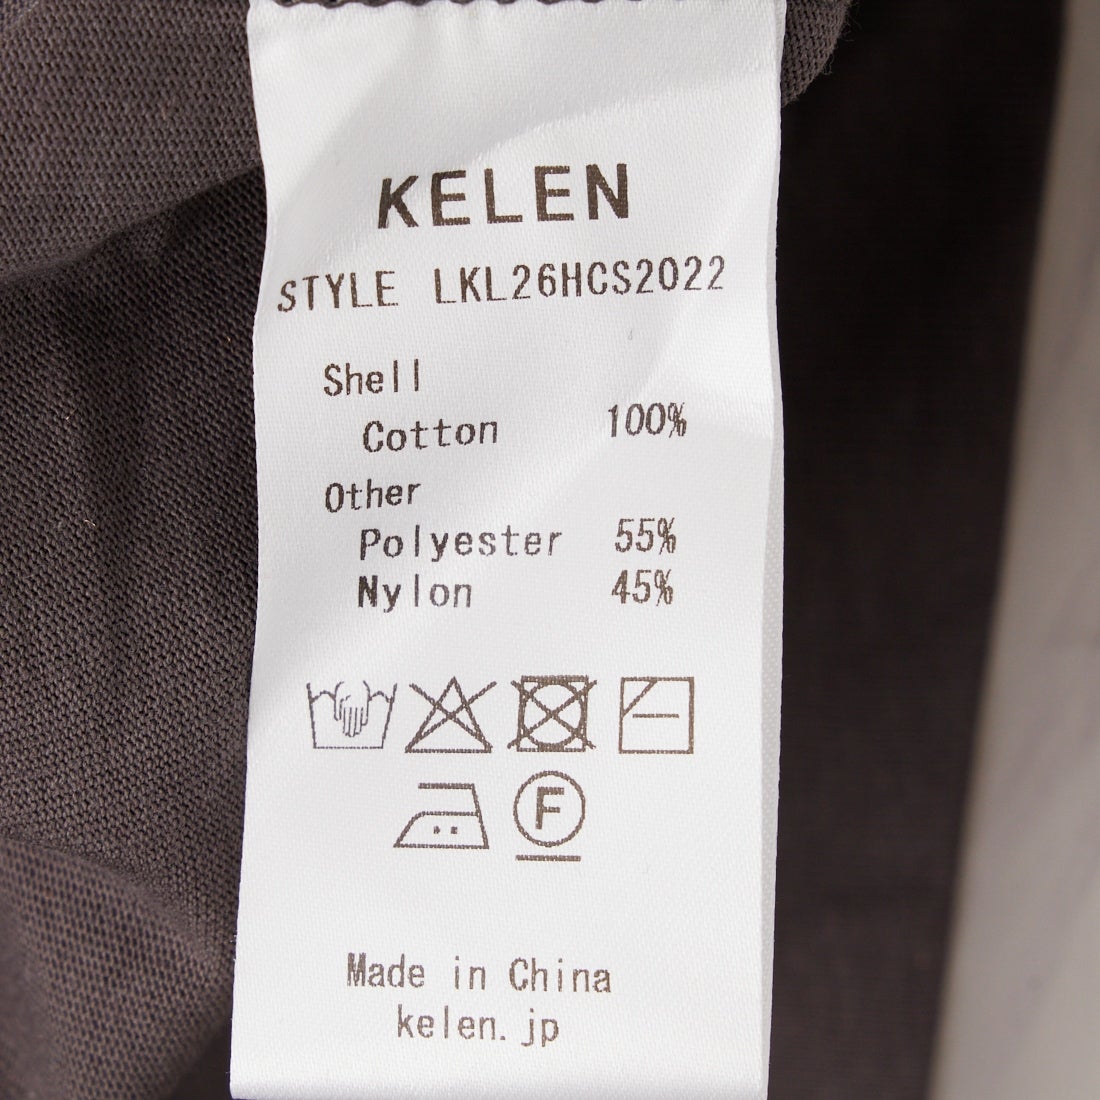 KELEN
STYLE LKL26HCS2022
Shell
Cotton 100%
Other
Polyester 55%
Nylon 45%
F
Made in China
kelen.jp